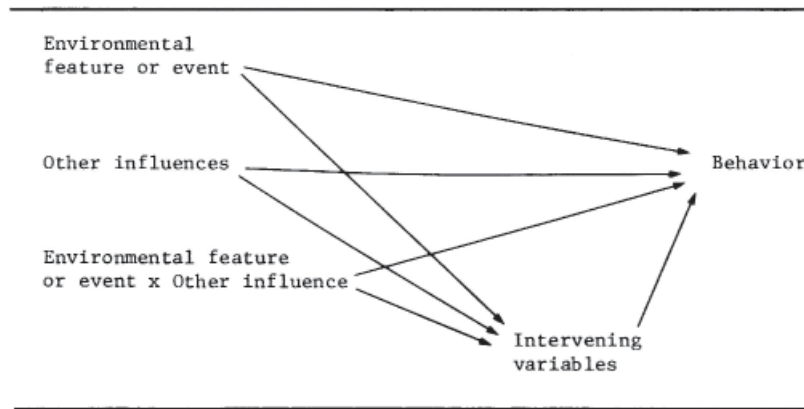 Environmental
feature or event
Other influences
Behavior
Environmental feature
or event x Other influence
Intervening
variables